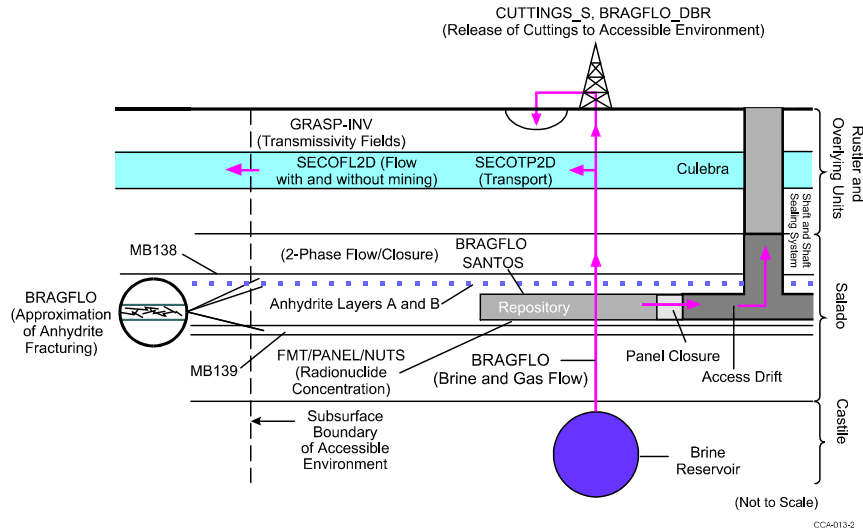 CUTTINGS_S, BRAGFLO_DBR
(Release of Cuttings to Accessible Environment)
GRASP-INV
(Transmissivity Fields)
SECOFL2D (Flow
with and without mining)
SECOTP2D
(Transport)
Culebra
Rustler and
Overlying Units
Shaft and Shaft
Sealing System
MB138
(2-Phase Flow/Closure)
BRAGFLO
SANTOS
BRAGFLO
(Approximation
of Anhydrite
Fracturing)
Anhydrite Layers A and B
Repository
Salado
MB139
FMT/PANEL/NUTS
(Radionuclide
Concentration)
BRAGFLO
(Brine and Gas Flow)
Panel Closure
Access Drift
Subsurface
Boundary
of Accessible
Environment
Castile
Brine
Reservoir
(Not to Scale)
CCA-013-2